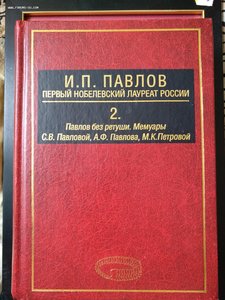 И.П. ПАВЛОВ
ПЕРВЫЙ НОБЕЛЕВСКИЙ ЛАУРЕАТ РОССИИ
2.
Павлов без ретуши. Мемуары
С.В. Павловой, А.Ф. Павлова, М.К.Петровой